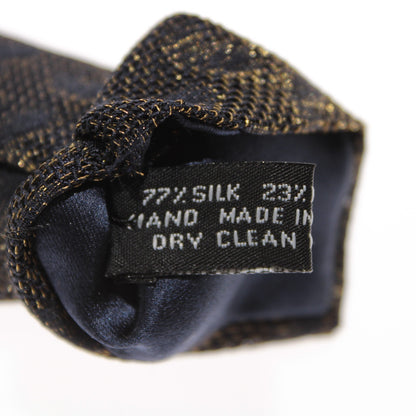 77% SILK 23%
HAND MADE IN
DRY CLEAN